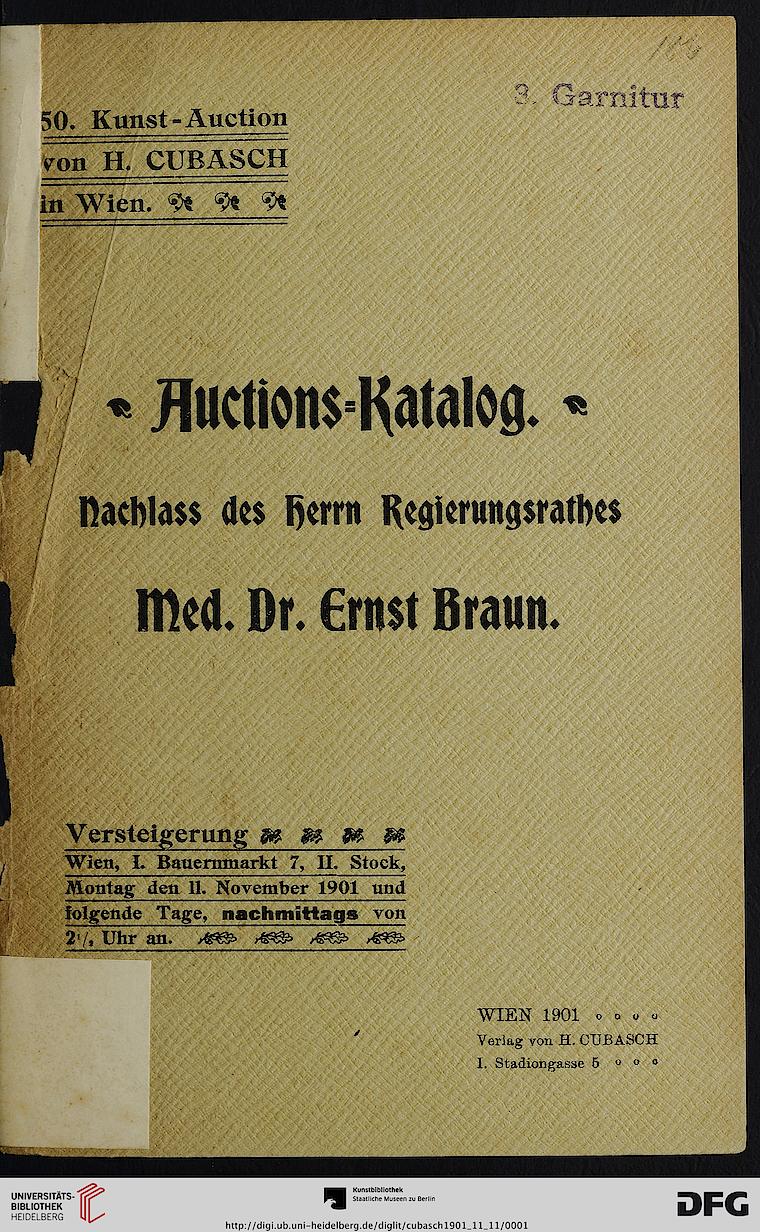 3. Garnitur
50. Kunst-Auction
von H. CUBASCH
in Wien.
Auctions-Katalog.
Nachlass des Herrn Regierungsrathes
Med. Dr. Ernst Braun.
Versteigerung
Wien, I. Bauernmarkt 7, II. Stock,
Montag den 11. November 1901 und
folgende Tage, nachmittags von
2½ Uhr an.
WIEN 1901
Verlag von H. CUBASCH
I. Stadiongasse 5
UNIVERSITÄTS-
BIBLIOTHEK
HEIDELBERG
Kunstbibliothek
Staatliche Museen zu Berlin
DFG
http://digi.ub.uni-heidelberg.de/diglit/cubasch1901_11_11/0001